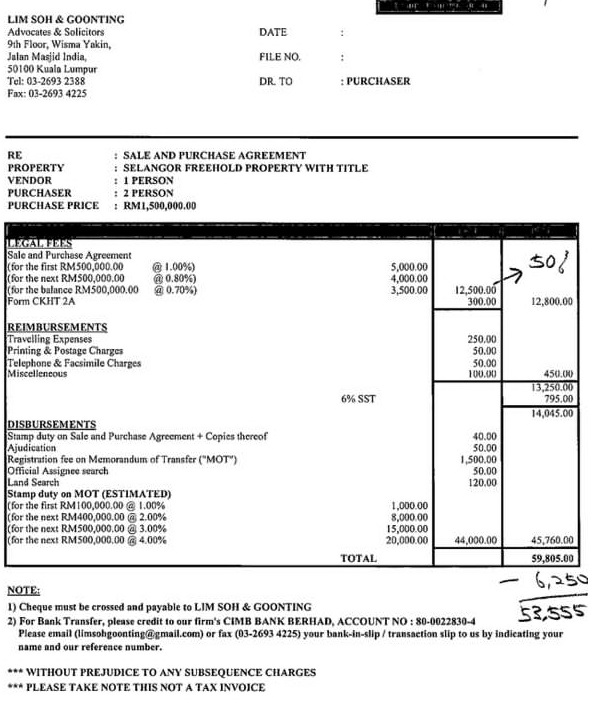 LIM SOH & GOONTING
Advocates & Solicitors
9th Floor, Wisma Yakin,
Jalan Masjid India,
50100 Kuala Lumpur
Tel: 03-2693 2388
Fax: 03-2693 4225
DATE :
FILE NO. :
DR. TO : PURCHASER
RE : SALE AND PURCHASE AGREEMENT
PROPERTY : SELANGOR FREEHOLD PROPERTY WITH TITLE
VENDOR : 1 PERSON
PURCHASER : 2 PERSON
PURCHASE PRICE : RM1,500,000.00
LEGAL FEES
Sale and Purchase Agreement
(for the first RM500,000.00 @ 1.00%) 5,000.00
(for the next RM500,000.00 @ 0.80%) 4,000.00
(for the balance RM500,000.00 @ 0.70%) 3,500.00 12,500.00
Form CKHT 2A 300.00 12,800.00
REIMBURSEMENTS
Travelling Expenses 250.00
Printing & Postage Charges 50.00
Telephone & Facsimile Charges 50.00
Miscelleneous 100.00 450.00
13,250.00
6% SST 795.00
14,045.00
DISBURSEMENTS
Stamp duty on Sale and Purchase Agreement + Copies thereof 40.00
Ajudication 50.00
Registration fee on Memorandum of Transfer ("MOT") 1,500.00
Official Assignee search 50.00
Land Search 120.00
Stamp duty on MOT (ESTIMATED)
(for the first RM100,000.00 @ 1.00% 1,000.00
(for the next RM400,000.00 @ 2.00% 8,000.00
(for the next RM500,000.00 @ 3.00% 15,000.00
(for the next RM500,000.00 @ 4.00% 20,000.00 44,000.00 45,760.00
TOTAL 59,805.00
- 6,250
53,555
NOTE:
1) Cheque must be crossed and payable to LIM SOH & GOONTING
2) For Bank Transfer, please credit to our firm's CIMB BANK BERHAD, ACCOUNT NO : 80-0022830-4
Please email (limsohgoonting@gmail.com) or fax (03-2693 4225) your bank-in-slip / transaction slip to us by indicating your
name and our reference number.
*** WITHOUT PREJUDICE TO ANY SUBSEQUENCE CHARGES
*** PLEASE TAKE NOTE THIS NOT A TAX INVOICE